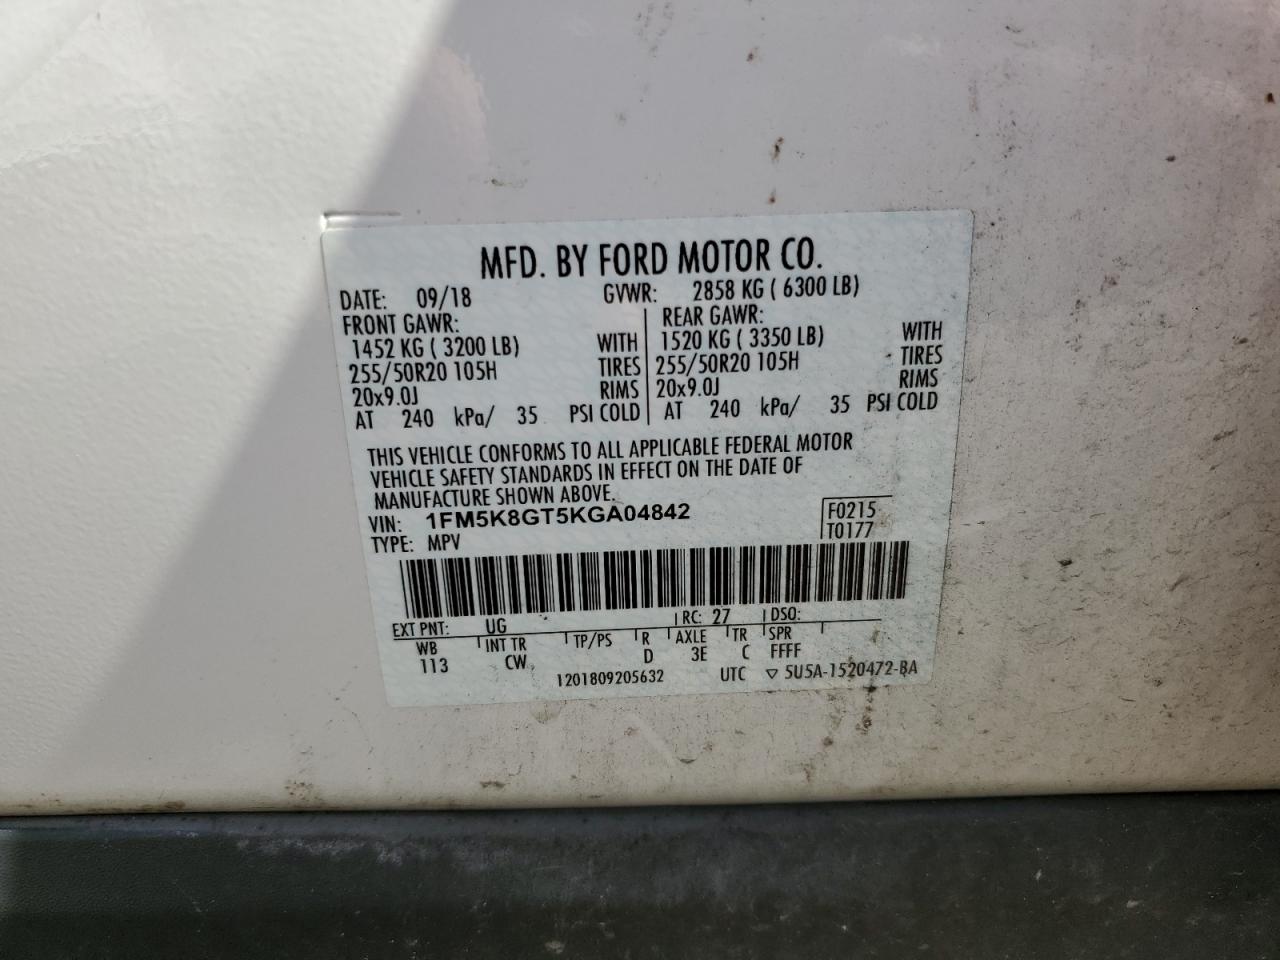 MFD. BY FORD MOTOR CO.
DATE: 09/18 GVWR: 2858 KG ( 6300 LB)
FRONT GAWR: REAR GAWR:
1452 KG ( 3200 LB) WITH 1520 KG ( 3350 LB) WITH
255/50R20 105H TIRES 255/50R20 105H TIRES
20x9.0J RIMS 20x9.0J RIMS
AT 240 kPa/ 35 PSI COLD AT 240 kPa/ 35 PSI COLD
THIS VEHICLE CONFORMS TO ALL APPLICABLE FEDERAL MOTOR
VEHICLE SAFETY STANDARDS IN EFFECT ON THE DATE OF
MANUFACTURE SHOWN ABOVE.
VIN: 1FM5K8GT5KGA04842 F0215
TYPE: MPV T0177
EXT PNT: UG RC: 27 DSO:
WB INT TR TP/PS R AXLE TR SPR
113 CW D 3E C FFFF
1201809205632 UTC ▽ 5U5A-1520472-BA